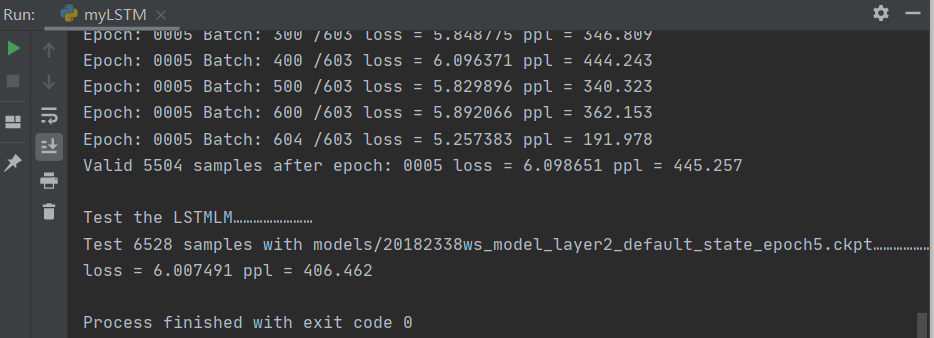 Run: myLSTM
Epoch: 0005 Batch: 300 /603 loss = 5.848775 ppl = 346.809
Epoch: 0005 Batch: 400 /603 loss = 6.096371 ppl = 444.243
Epoch: 0005 Batch: 500 /603 loss = 5.829896 ppl = 340.323
Epoch: 0005 Batch: 600 /603 loss = 5.892066 ppl = 362.153
Epoch: 0005 Batch: 604 /603 loss = 5.257383 ppl = 191.978
Valid 5504 samples after epoch: 0005 loss = 6.098651 ppl = 445.257
Test the LSTMLM……………………
Test 6528 samples with models/20182338ws_model_layer2_default_state_epoch5.ckpt………………
loss = 6.007491 ppl = 406.462
Process finished with exit code 0